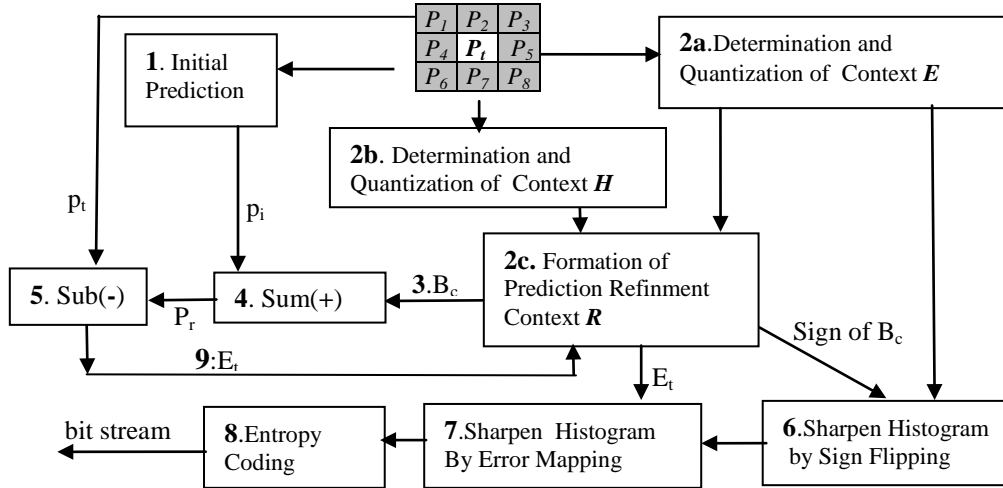 P1 P2 P3
P4 Pt P5
P6 P7 P8
1. Initial
Prediction
2a.Determination and
Quantization of Context E
2b. Determination and
Quantization of Context H
pt
pi
2c. Formation of
Prediction Refinment
Context R
3.Bc
4. Sum(+)
Pr
5. Sub(-)
9:Et
Et
Sign of Bc
6.Sharpen Histogram
by Sign Flipping
7.Sharpen Histogram
By Error Mapping
8.Entropy
Coding
bit stream